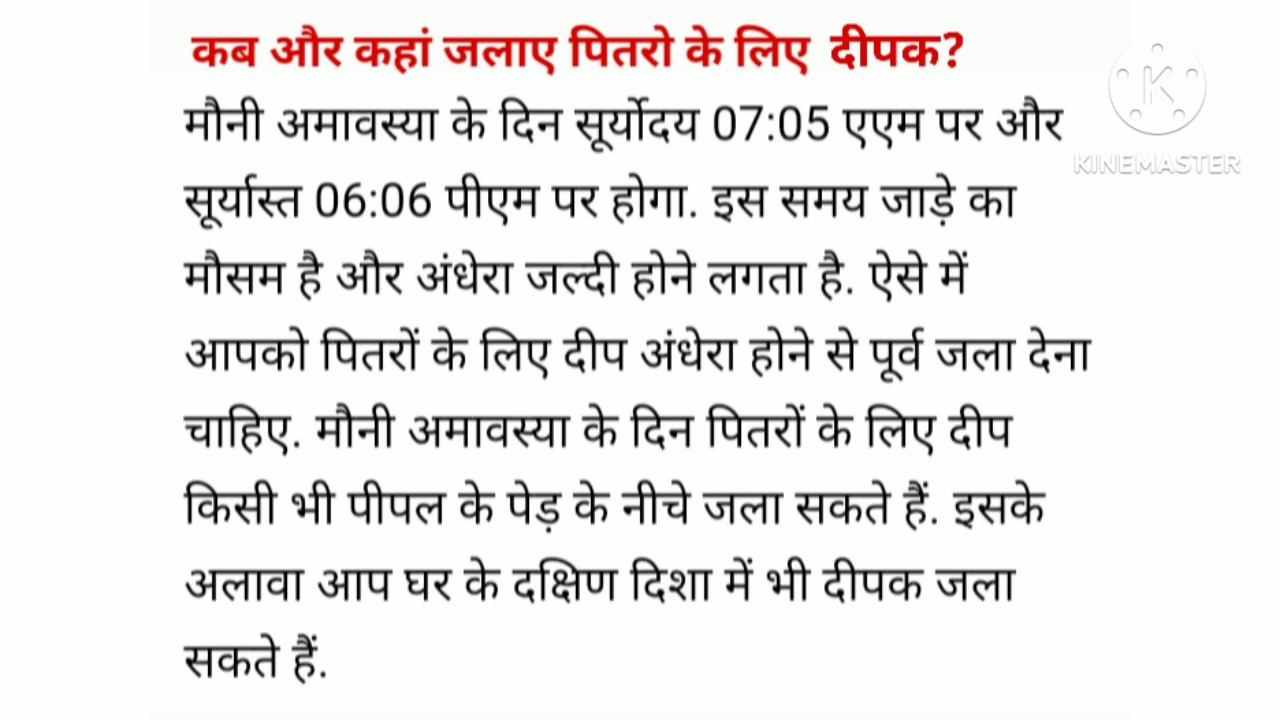 कब और कहां जलाए पितरो के लिए दीपक?
मौनी अमावस्या के दिन सूर्योदय 07:05 एएम पर और
सूर्यास्त 06:06 पीएम पर होगा. इस समय जाड़े का
मौसम है और अंधेरा जल्दी होने लगता है. ऐसे में
आपको पितरों के लिए दीप अंधेरा होने से पूर्व जला देना
चाहिए. मौनी अमावस्या के दिन पितरों के लिए दीप
किसी भी पीपल के पेड़ के नीचे जला सकते हैं. इसके
अलावा आप घर के दक्षिण दिशा में भी दीपक जला
सकते हैं.
K
KINEMASTER